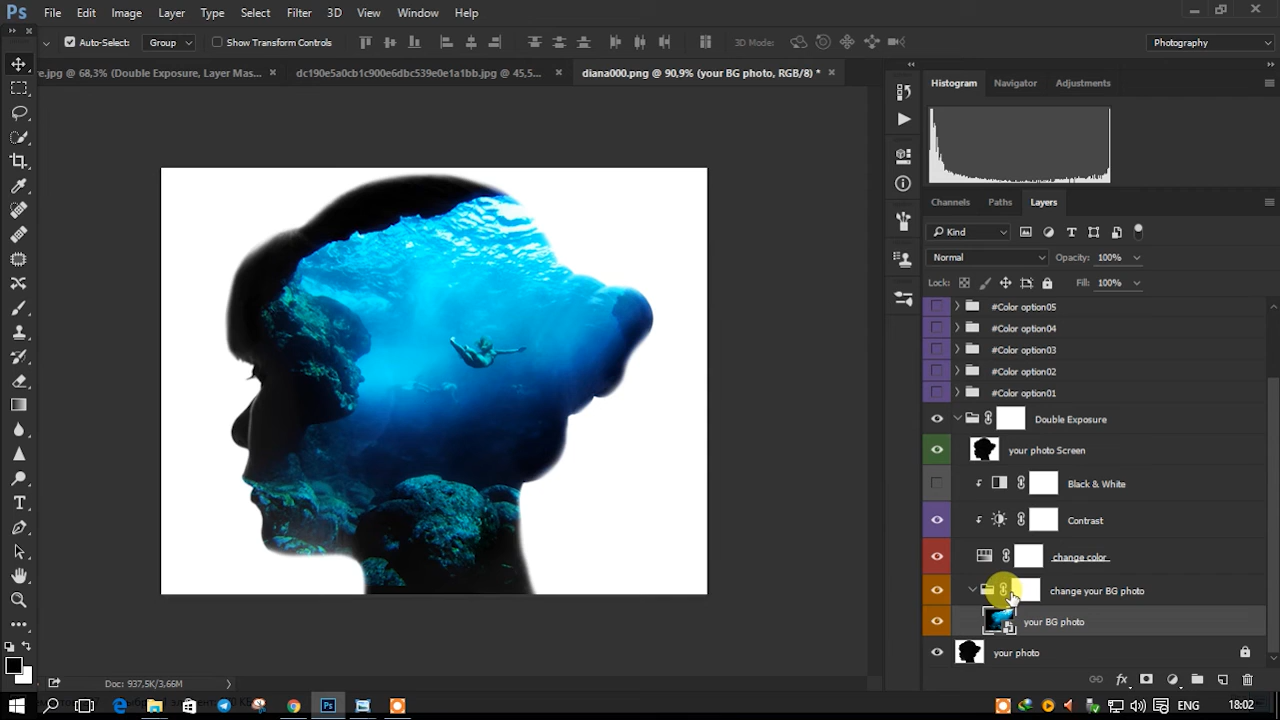 Ps File Edit Image Layer Type Select Filter 3D View Window Help
Auto-Select: Group Show Transform Controls 3D Mode: Photography
re.jpg @ 68,3% (Double Exposure, Layer Mas... × dc190e5a0cb1c900e6dbc539e0e1a1bb.jpg @ 45,5... × diana000.png @ 90,9% (your BG photo, RGB/8) * ×
Histogram Navigator Adjustments
Channels Paths Layers
Kind
Normal Opacity: 100%
Lock: Fill: 100%
#Color option05
#Color option04
#Color option03
#Color option02
#Color option01
Double Exposure
your photo Screen
Black & White
Contrast
change color
change your BG photo
your BG photo
your photo
Doc: 937,5K/3,66M
Ps ENG 18:02